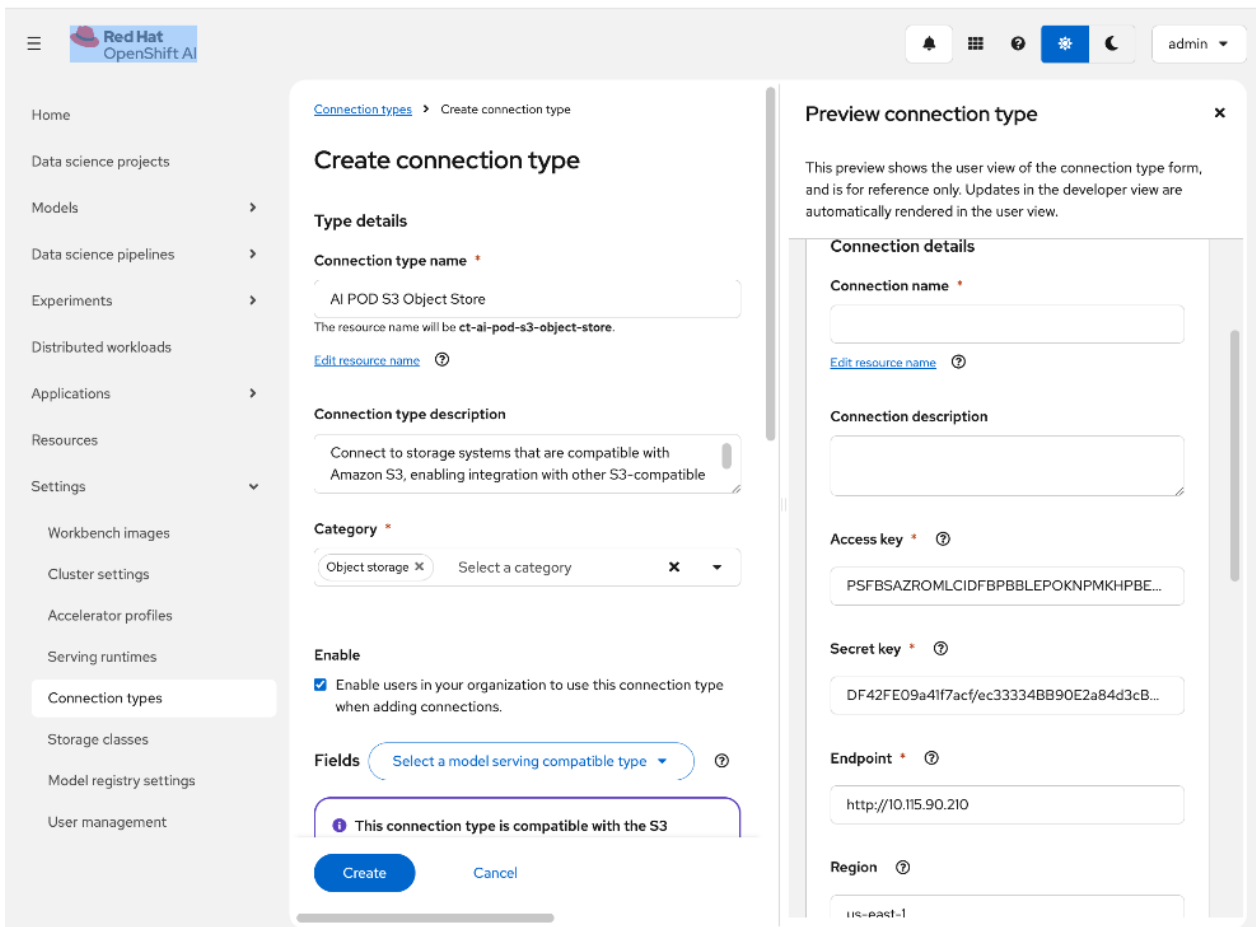 Red Hat
OpenShift AI
admin
Home
Data science projects
Models
Data science pipelines
Experiments
Distributed workloads
Applications
Resources
Settings
Workbench images
Cluster settings
Accelerator profiles
Serving runtimes
Connection types
Storage classes
Model registry settings
User management
Connection types > Create connection type
Create connection type
Type details
Connection type name *
AI POD S3 Object Store
The resource name will be ct-ai-pod-s3-object-store.
Edit resource name
Connection type description
Connect to storage systems that are compatible with
Amazon S3, enabling integration with other S3-compatible
Category *
Object storage
Select a category
Enable
Enable users in your organization to use this connection type
when adding connections.
Fields
Select a model serving compatible type
This connection type is compatible with the S3
Create
Cancel
Preview connection type
This preview shows the user view of the connection type form,
and is for reference only. Updates in the developer view are
automatically rendered in the user view.
Connection details
Connection name *
Edit resource name
Connection description
Access key *
PSFBSAZROMLCIDFBPBBLEPOKNPMKHPBE...
Secret key *
DF42FE09a41f7acf/ec33334BB90E2a84d3cB...
Endpoint *
http://10.115.90.210
Region
us-east-1